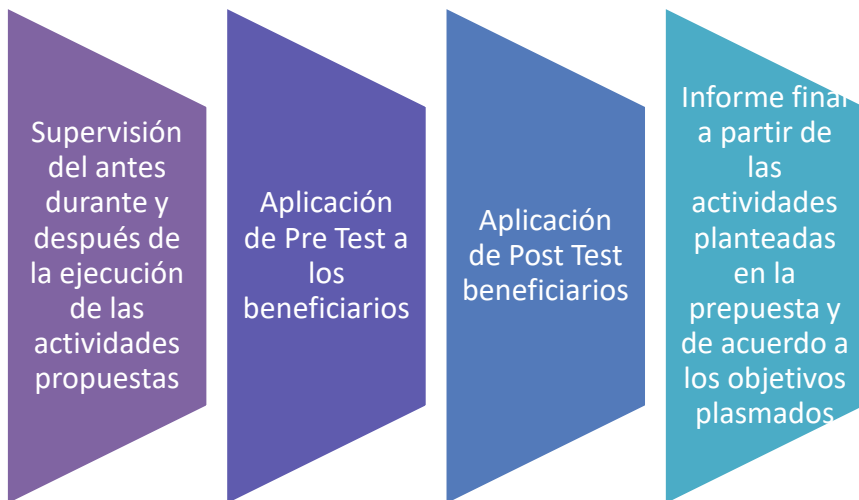 Supervisión
del antes
durante y
después de
la ejecución
de las
actividades
propuestas
Aplicación
de Pre Test a
los
beneficiarios
Aplicación
de Post Test
beneficiarios
Informe final
a partir de
las
actividades
planteadas
en la
prepuesta y
de acuerdo a
los objetivos
plasmados